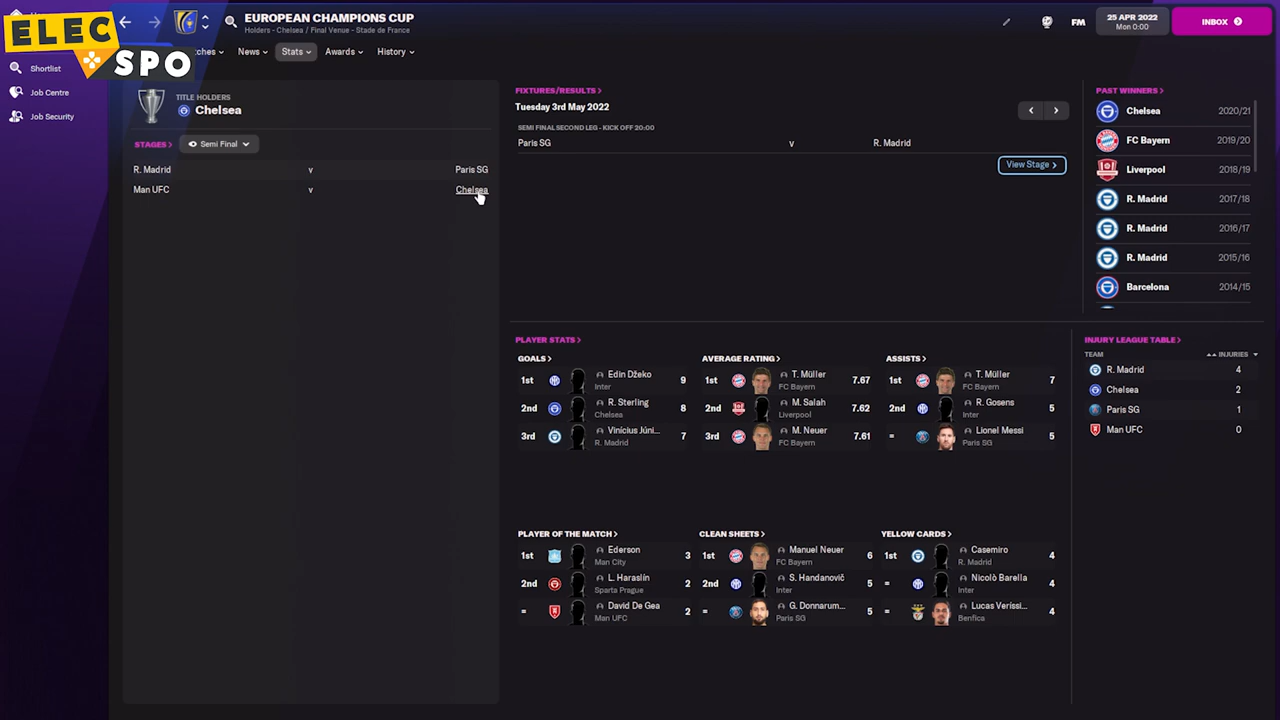 ELEC
SPO
EUROPEAN CHAMPIONS CUP
Holders - Chelsea / Final Venue - Stade de France
FM
25 APR 2022
Mon 0:00
INBOX
News
Stats
Awards
History
Shortlist
Job Centre
Job Security
TITLE HOLDERS
Chelsea
STAGES
Semi Final
R. Madrid v Paris SG
Man UFC v Chelsea
FIXTURES/RESULTS
Tuesday 3rd May 2022
SEMI FINAL SECOND LEG - KICK OFF 20:00
Paris SG v R. Madrid
View Stage
PAST WINNERS
Chelsea 2020/21
FC Bayern 2019/20
Liverpool 2018/19
R. Madrid 2017/18
R. Madrid 2016/17
R. Madrid 2015/16
Barcelona 2014/15
PLAYER STATS
GOALS
1st Edin Džeko 9
Inter
2nd R. Sterling 8
Chelsea
3rd Vinícius Júni... 7
R. Madrid
AVERAGE RATING
1st T. Müller 7.67
FC Bayern
2nd M. Salah 7.62
Liverpool
3rd M. Neuer 7.61
FC Bayern
ASSISTS
1st T. Müller 7
FC Bayern
2nd R. Gosens 5
Inter
= Lionel Messi 5
Paris SG
INJURY LEAGUE TABLE
TEAM INJURIES
R. Madrid 4
Chelsea 2
Paris SG 1
Man UFC 0
PLAYER OF THE MATCH
1st Ederson 3
Man City
2nd L. Haraslín 2
Sparta Prague
= David De Gea 2
Man UFC
CLEAN SHEETS
1st Manuel Neuer 6
FC Bayern
2nd S. Handanovič 5
Inter
= G. Donnarum... 5
Paris SG
YELLOW CARDS
1st Casemiro 4
R. Madrid
= Nicolò Barella 4
Inter
= Lucas Veríssi... 4
Benfica